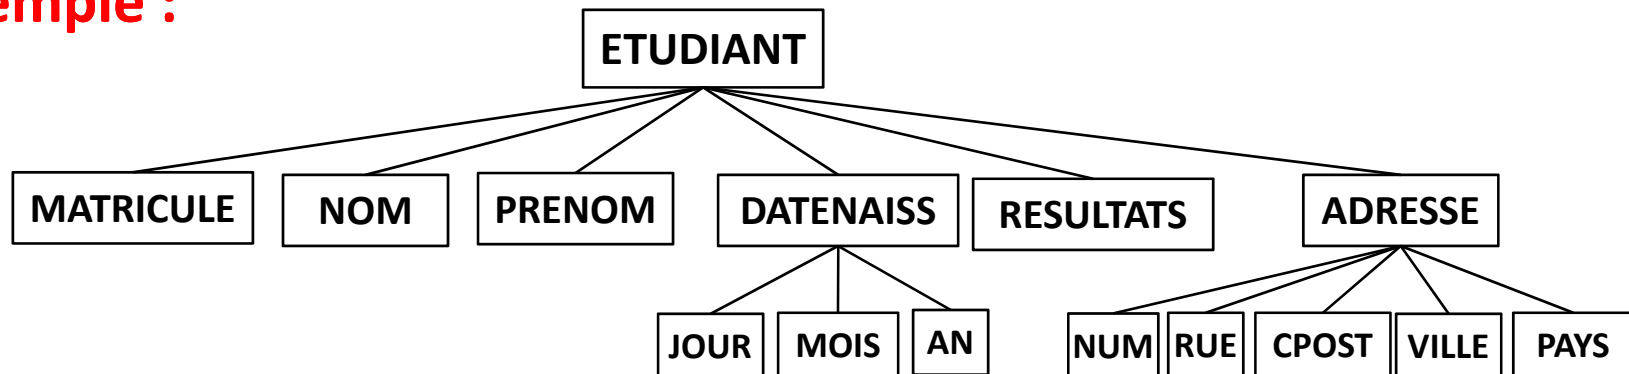 emple :
ETUDIANT
MATRICULE NOM PRENOM DATENAISS RESULTATS ADRESSE
JOUR MOIS AN NUM RUE CPOST VILLE PAYS